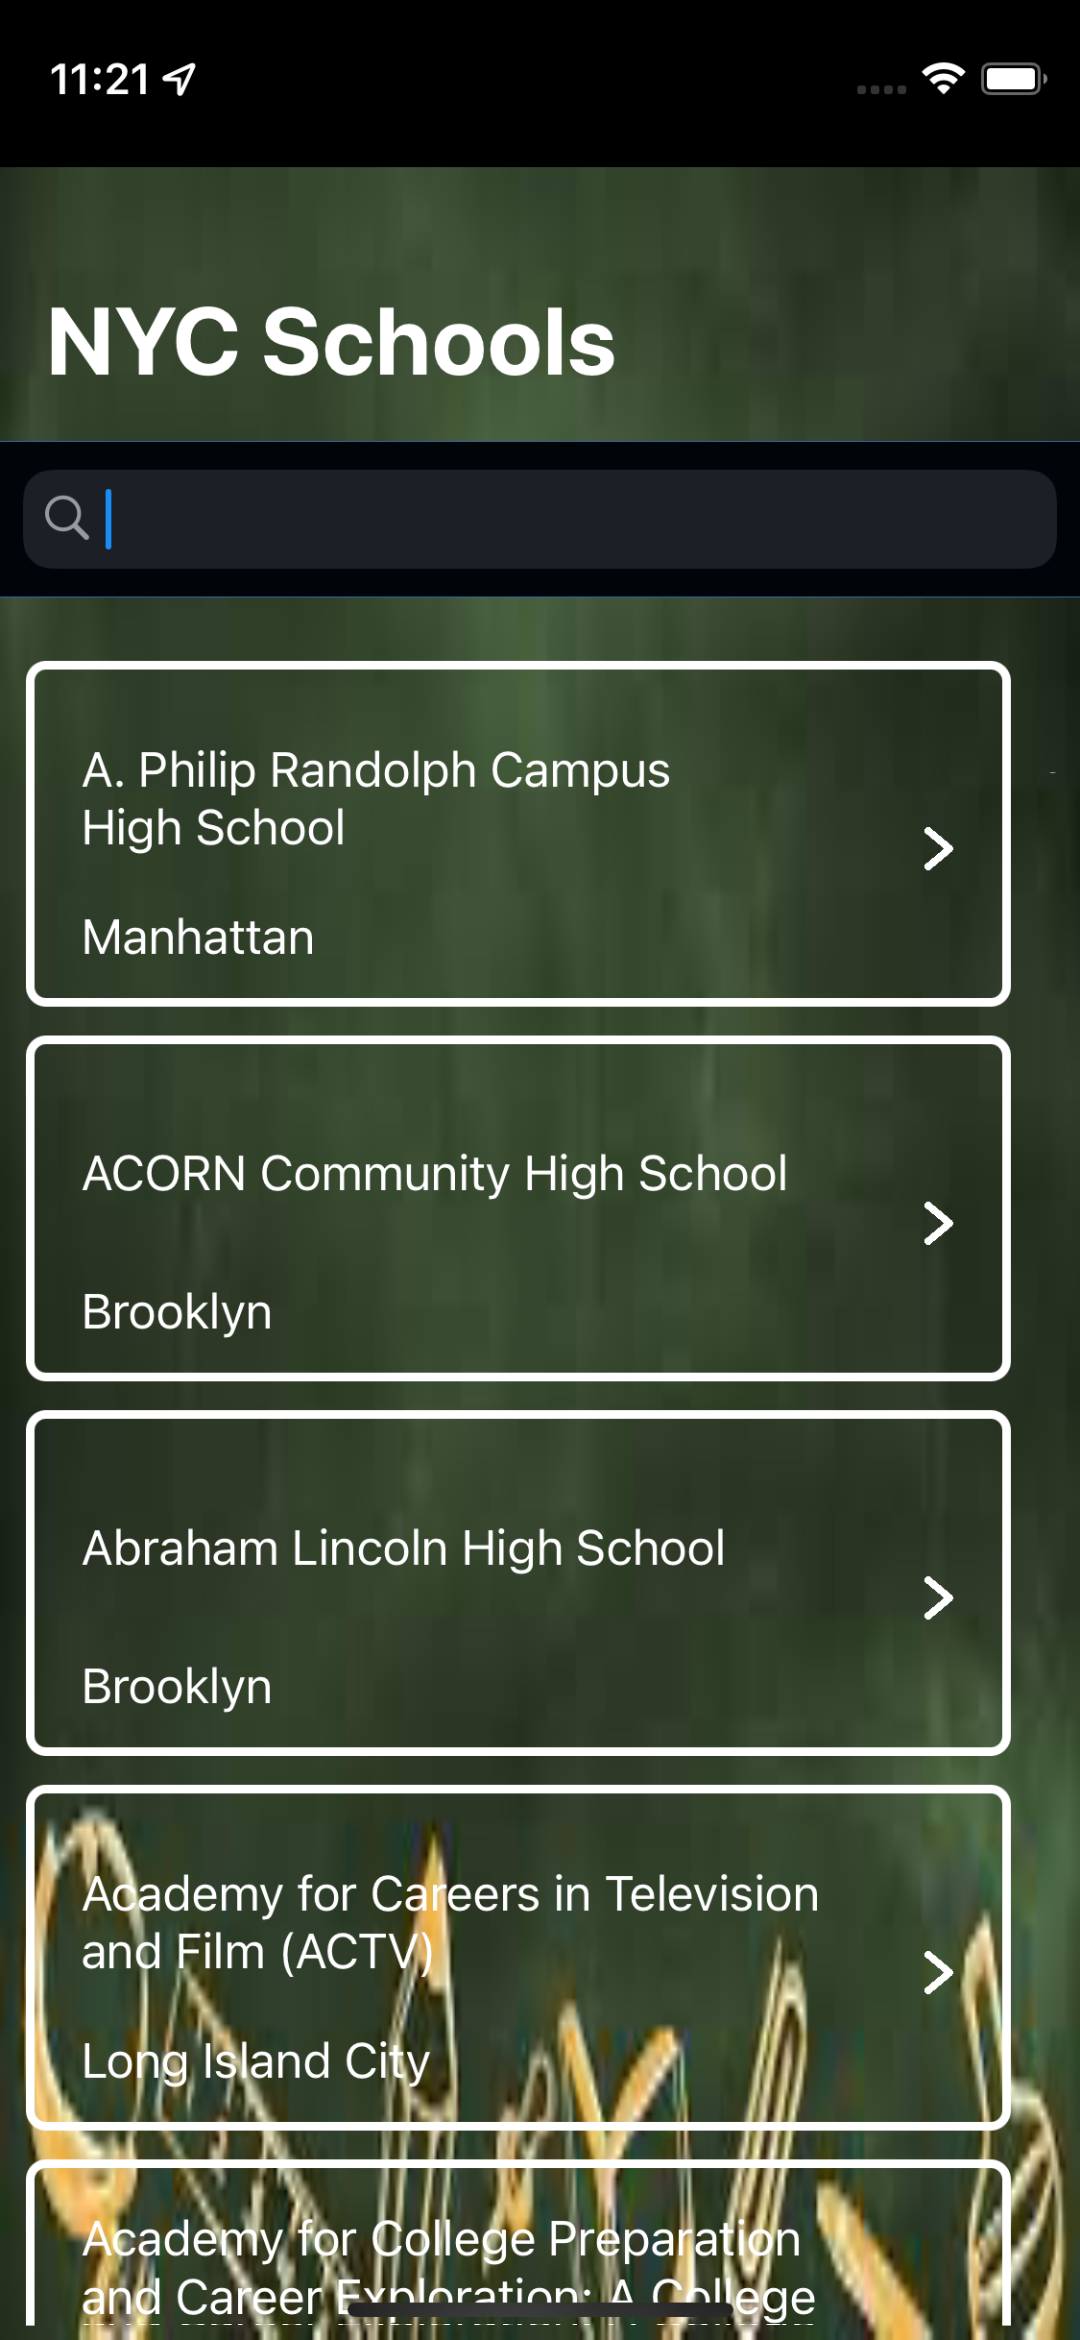 11:21
NYC Schools
A. Philip Randolph Campus
High School
Manhattan
ACORN Community High School
Brooklyn
Abraham Lincoln High School
Brooklyn
Academy for Careers in Television
and Film (ACTV)
Long Island City
Academy for College Preparation
and Career Exploration: A College